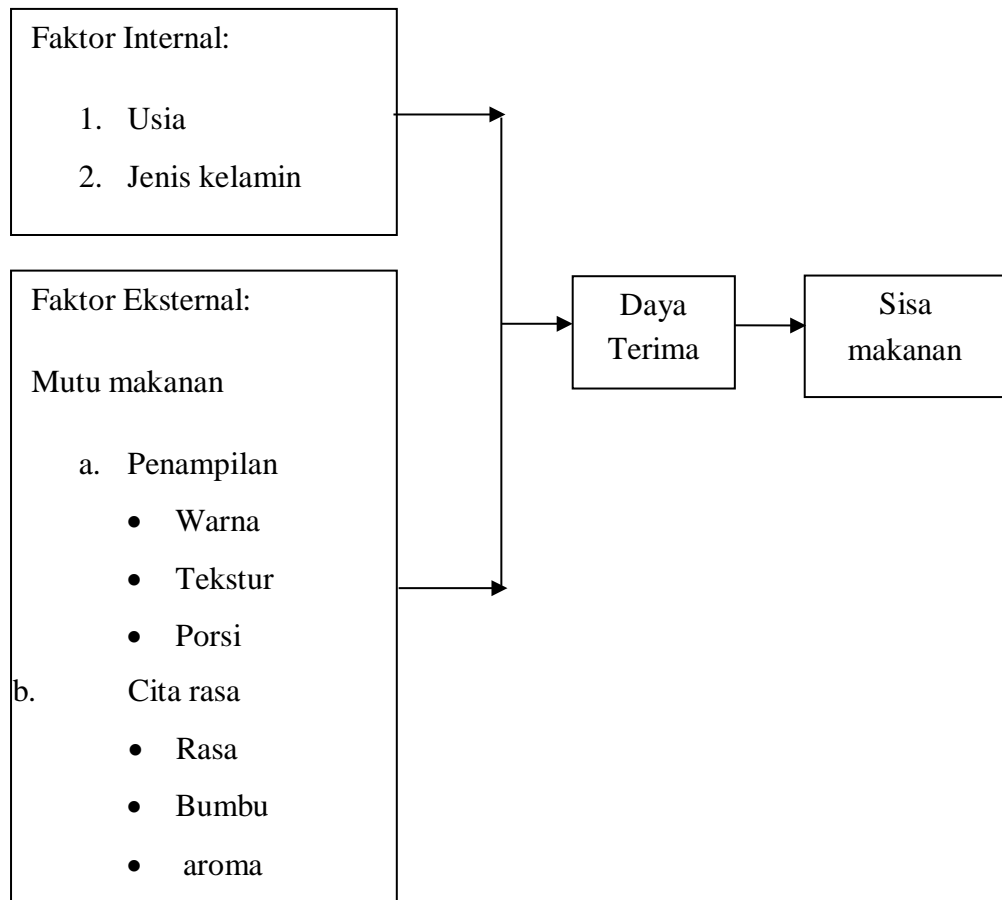 Faktor Internal:
1. Usia
2. Jenis kelamin
Faktor Eksternal:
Mutu makanan
a. Penampilan
• Warna
• Tekstur
• Porsi
b. Cita rasa
• Rasa
• Bumbu
• aroma
Daya
Terima
Sisa
makanan